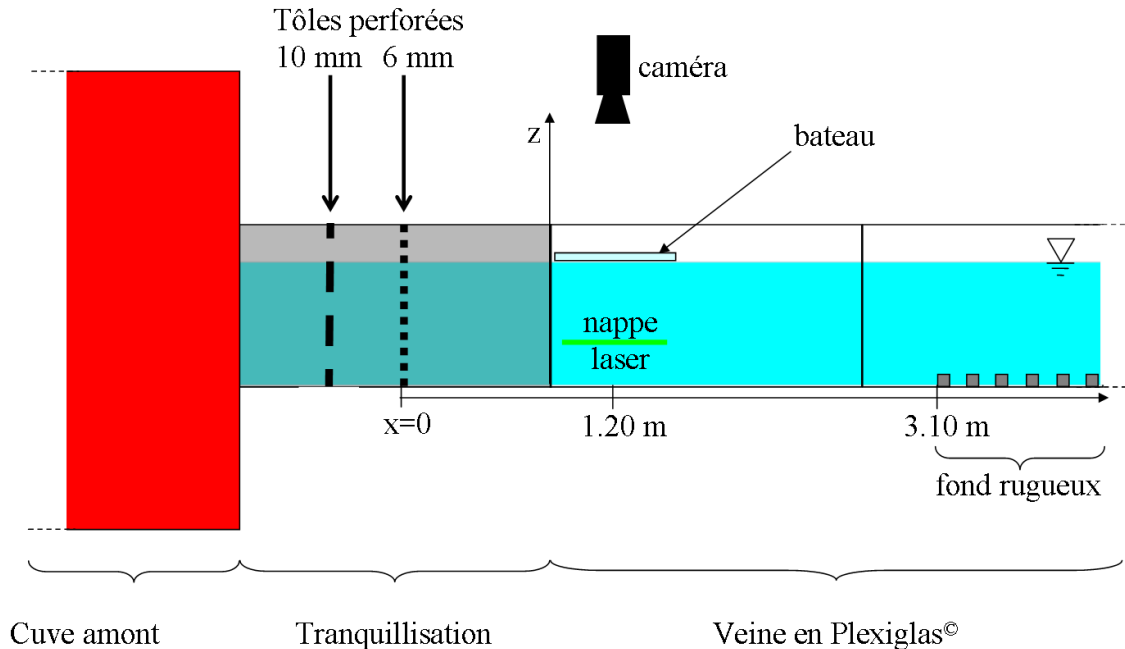 Tôles perforées
10 mm 6 mm
caméra
z
bateau
nappe
laser
x=0
1.20 m
3.10 m
fond rugueux
Cuve amont
Tranquillisation
Veine en Plexiglas©